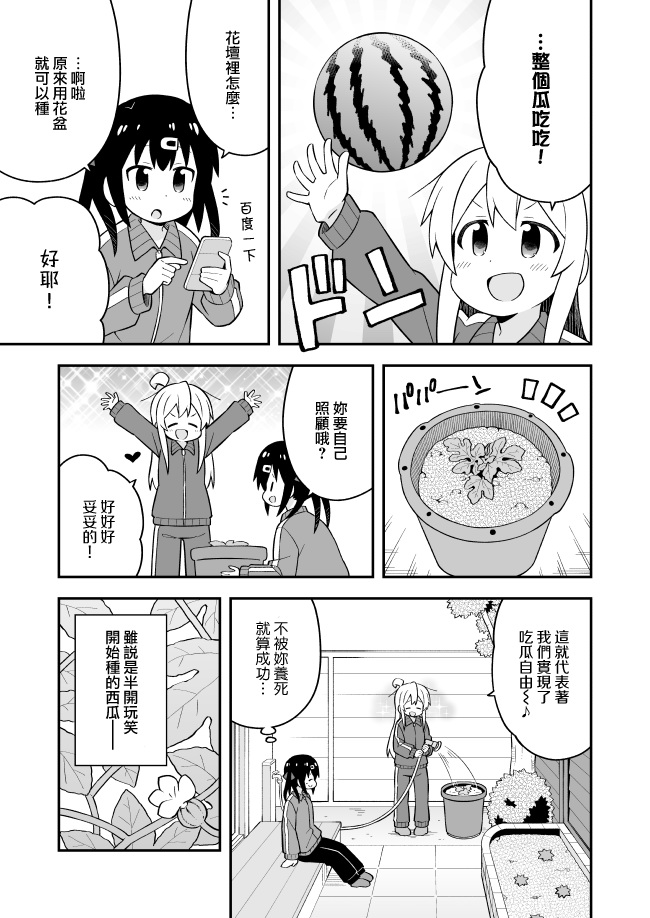 …整個瓜吃吃！
ドドーン
花壇裡怎麼…
…啊啦
原來用花盆
就可以種
百度一下
好耶！
パパーン
妳要自己
照顧哦？
好好好
妥妥的！
這就代表著
我們實現了
吃瓜自由～♪
不被妳養死
就算成功…
雖説是半開玩笑
開始種的西瓜——